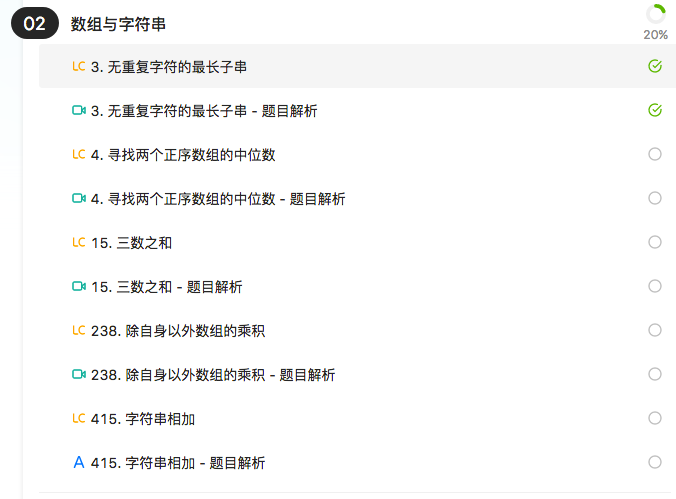 02 数组与字符串
20%
LC 3. 无重复字符的最长子串
3. 无重复字符的最长子串 - 题目解析
LC 4. 寻找两个正序数组的中位数
4. 寻找两个正序数组的中位数 - 题目解析
LC 15. 三数之和
15. 三数之和 - 题目解析
LC 238. 除自身以外数组的乘积
238. 除自身以外数组的乘积 - 题目解析
LC 415. 字符串相加
A 415. 字符串相加 - 题目解析